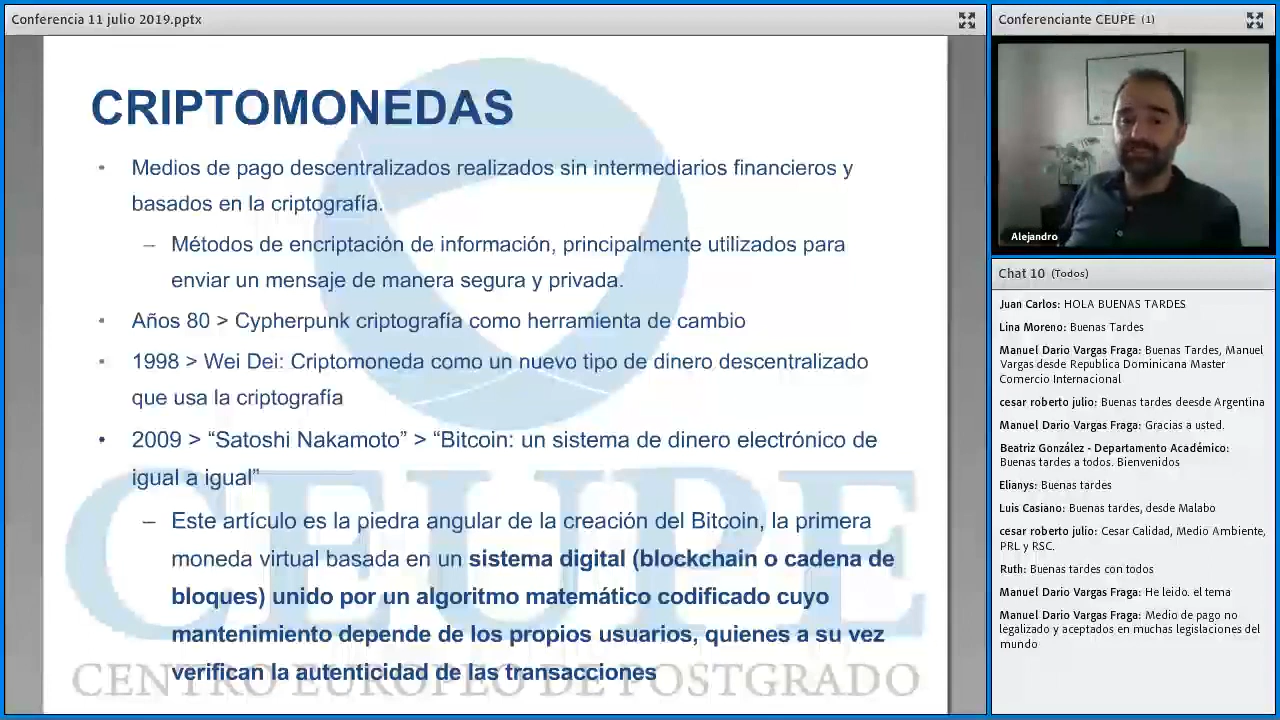 Conferencia 11 julio 2019.pptx
CRIPTOMONEDAS
• Medios de pago descentralizados realizados sin intermediarios financieros y
basados en la criptografía.
– Métodos de encriptación de información, principalmente utilizados para
enviar un mensaje de manera segura y privada.
• Años 80 > Cypherpunk criptografía como herramienta de cambio
• 1998 > Wei Dei: Criptomoneda como un nuevo tipo de dinero descentralizado
que usa la criptografía
• 2009 > “Satoshi Nakamoto” > “Bitcoin: un sistema de dinero electrónico de
igual a igual”
– Este artículo es la piedra angular de la creación del Bitcoin, la primera
moneda virtual basada en un sistema digital (blockchain o cadena de
bloques) unido por un algoritmo matemático codificado cuyo
mantenimiento depende de los propios usuarios, quienes a su vez
verifican la autenticidad de las transacciones
CEUPE
CENTRO EUROPEO DE POSTGRADO
Conferenciante CEUPE (1)
Alejandro
Chat 10 (Todos)
Juan Carlos: HOLA BUENAS TARDES
Lina Moreno: Buenas Tardes
Manuel Dario Vargas Fraga: Buenas Tardes, Manuel
Vargas desde Republica Dominicana Master
Comercio Internacional
cesar roberto julio: Buenas tardes deesde Argentina
Manuel Dario Vargas Fraga: Gracias a usted.
Beatriz González - Departamento Académico:
Buenas tardes a todos. Bienvenidos
Elianys: Buenas tardes
Luis Casiano: Buenas tardes, desde Malabo
cesar roberto julio: Cesar Calidad, Medio Ambiente,
PRL y RSC.
Ruth: Buenas tardes con todos
Manuel Dario Vargas Fraga: He leido. el tema
Manuel Dario Vargas Fraga: Medio de pago no
legalizado y aceptados en muchas legislaciones del
mundo